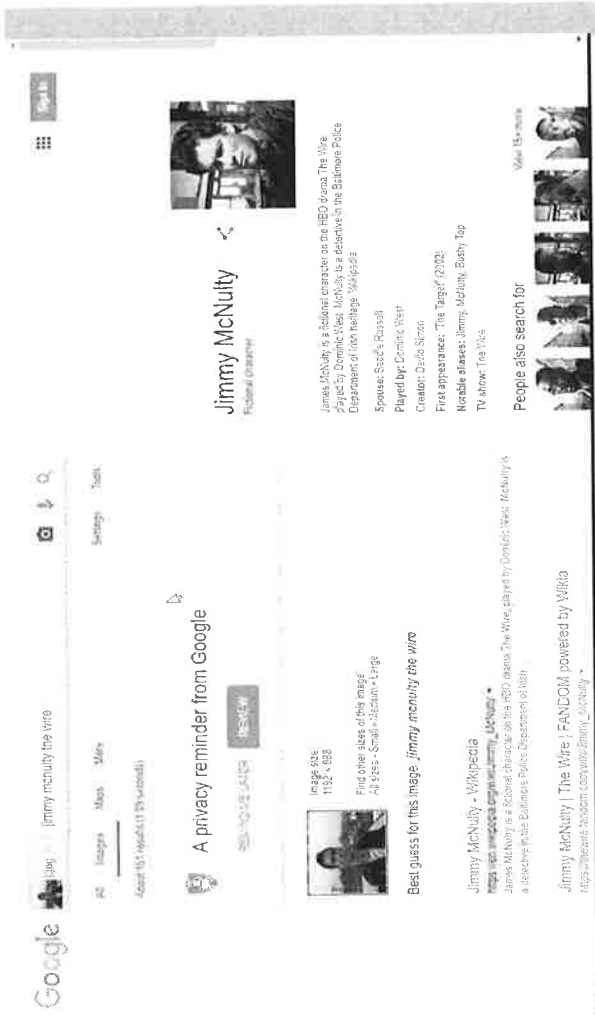 Google
jimmy mcnulty the wire
Sign in
All Images Maps More Settings Tools
A privacy reminder from Google
REMIND ME LATER REVIEW
Image size
1192 × 688
Find other sizes of this image
All sizes - Small - Medium - Large
Best guess for this image: jimmy mcnulty the wire
Jimmy McNulty - Wikipedia
James McNulty is a fictional character on the HBO drama The Wire, played by Dominic West. McNulty is
a detective in the Baltimore Police Department of Irish
Jimmy McNulty | The Wire | FANDOM powered by Wikia
Jimmy McNulty
Fictional character
James McNulty is a fictional character on the HBO drama The Wire,
played by Dominic West. McNulty is a detective in the Baltimore Police
Department of Irish heritage. Wikipedia
Spouse: Russell
Played by: Dominic West
Creator: David Simon
First appearance: "The Target" (2002)
Notable aliases: Jimmy, McNutty, Bushy Top
TV show: The Wire
People also search for
View 15+ more